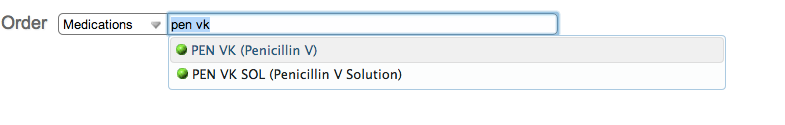 Order Medications pen vk
PEN VK (Penicillin V)
PEN VK SOL (Penicillin V Solution)